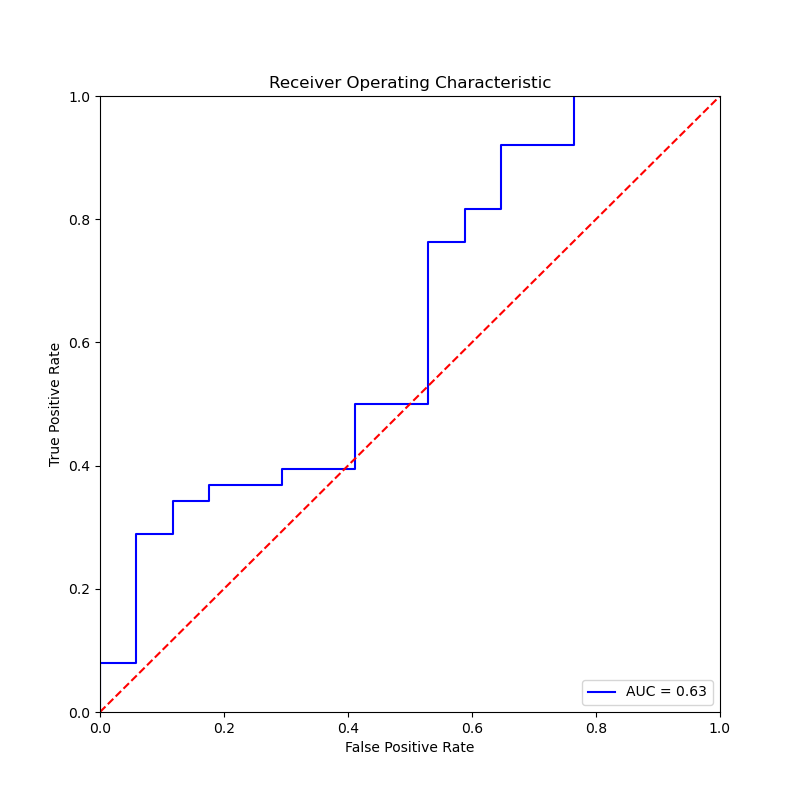 Receiver Operating Characteristic
1.0
0.8
0.6
0.4
0.2
0.0
True Positive Rate
AUC = 0.63
0.0 0.2 0.4 0.6 0.8 1.0
False Positive Rate